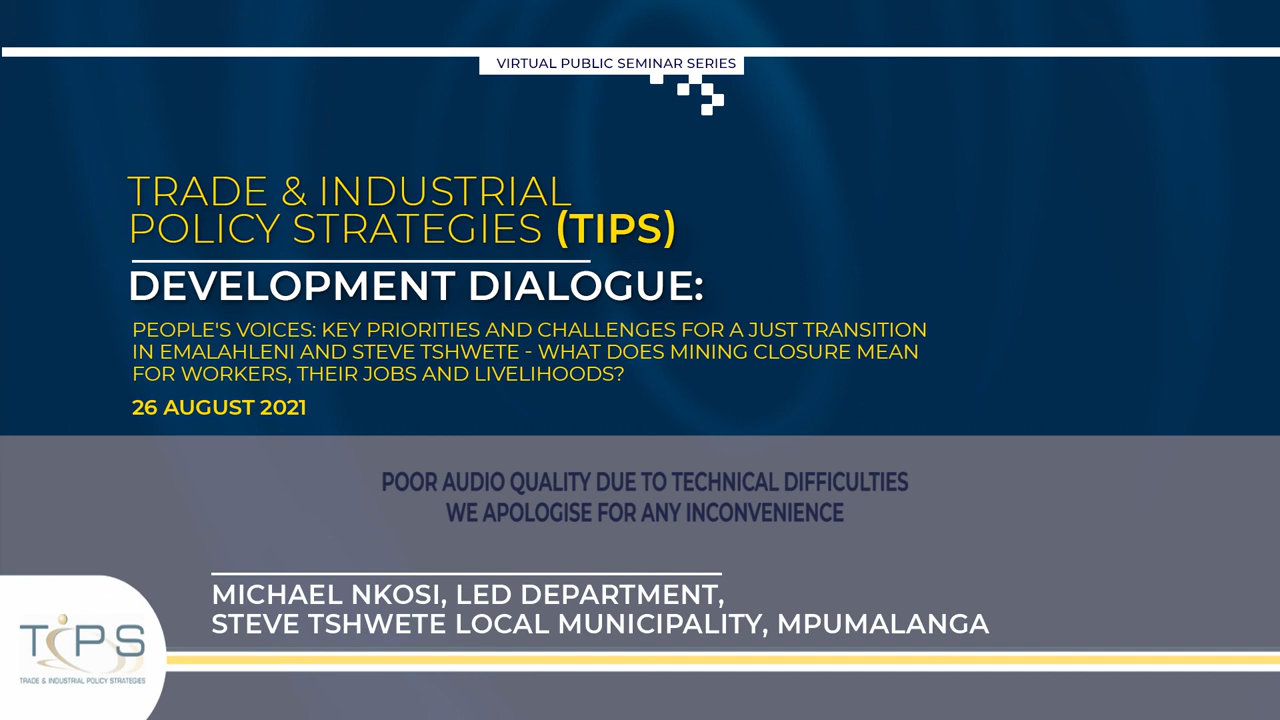 VIRTUAL PUBLIC SEMINAR SERIES
TRADE & INDUSTRIAL
POLICY STRATEGIES (TIPS)
DEVELOPMENT DIALOGUE:
PEOPLE'S VOICES: KEY PRIORITIES AND CHALLENGES FOR A JUST TRANSITION
IN EMALAHLENI AND STEVE TSHWETE - WHAT DOES MINING CLOSURE MEAN
FOR WORKERS, THEIR JOBS AND LIVELIHOODS?
26 AUGUST 2021
POOR AUDIO QUALITY DUE TO TECHNICAL DIFFICULTIES
WE APOLOGISE FOR ANY INCONVENIENCE
MICHAEL NKOSI, LED DEPARTMENT,
STEVE TSHWETE LOCAL MUNICIPALITY, MPUMALANGA
TiPS
TRADE & INDUSTRIAL POLICY STRATEGIES